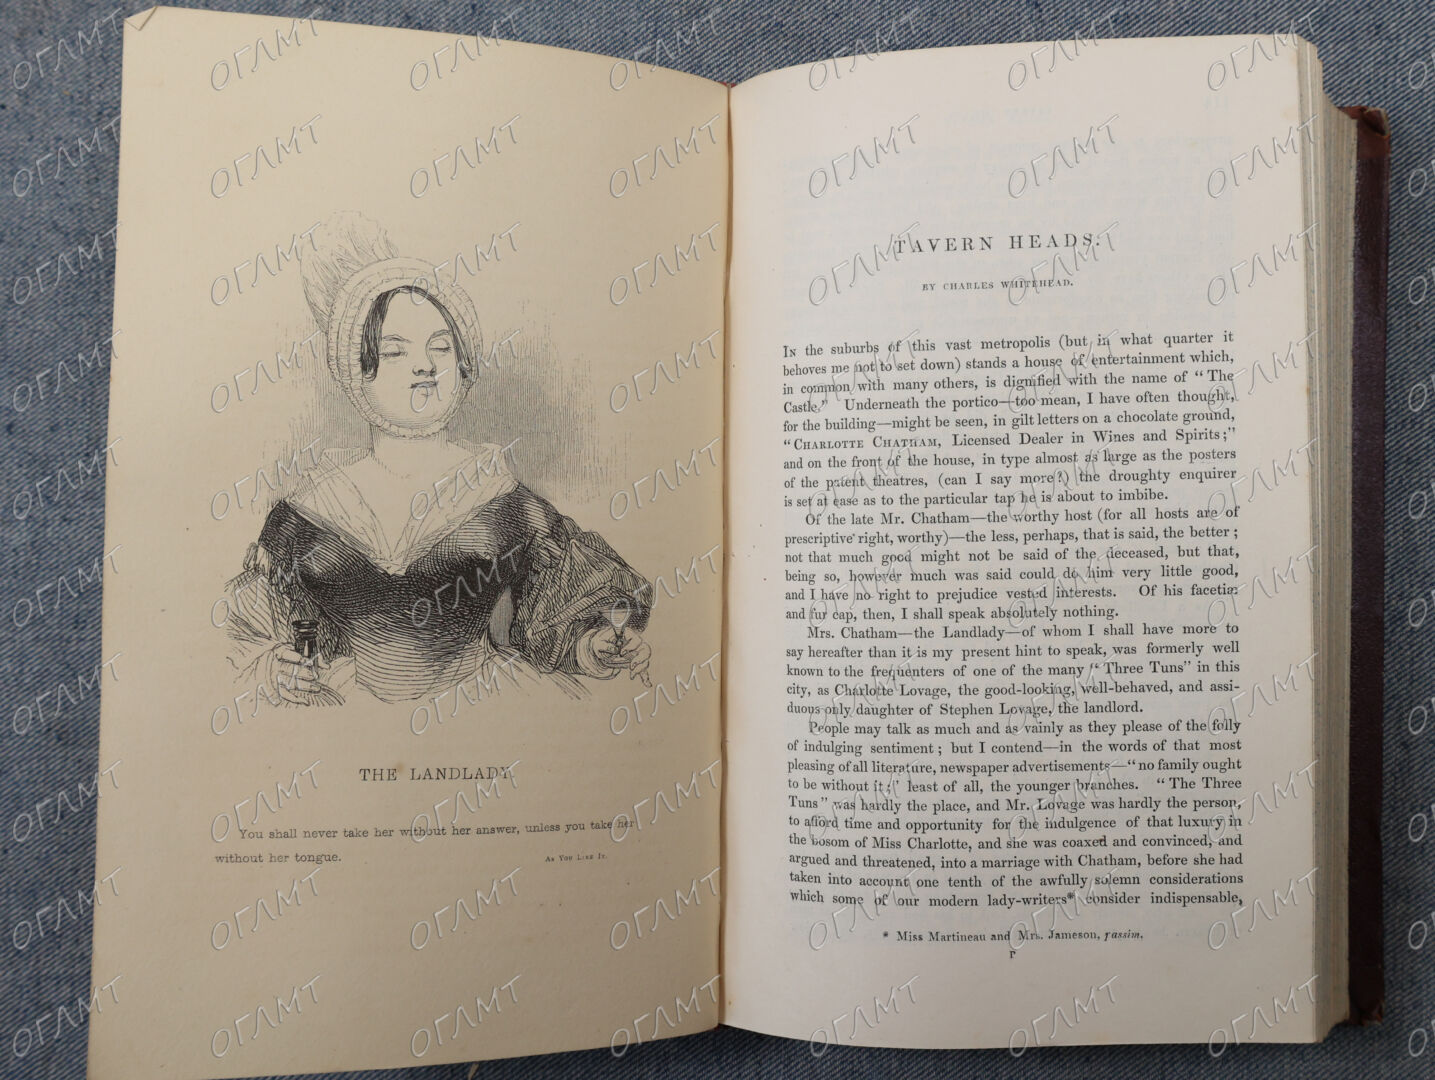 THE LANDLADY.
You shall never take her without her answer, unless you take her
without her tongue.
As You Like It.
TAVERN HEADS.
BY CHARLES WHITEHEAD.
In the suburbs of this vast metropolis (but in what quarter it
behoves me not to set down) stands a house of entertainment which,
in common with many others, is dignified with the name of "The
Castle." Underneath the portico—too mean, I have often thought,
for the building—might be seen, in gilt letters on a chocolate ground,
"Charlotte Chatham, Licensed Dealer in Wines and Spirits;"
and on the front of the house, in type almost as large as the posters
of the patent theatres, (can I say more?) the droughty enquirer
is set at ease as to the particular tap he is about to imbibe.
Of the late Mr. Chatham—the worthy host (for all hosts are of
prescriptive right, worthy)—the less, perhaps, that is said, the better;
not that much good might not be said of the deceased, but that,
being so, however much was said could do him very little good,
and I have no right to prejudice vested interests. Of his facetiæ
and fur cap, then, I shall speak absolutely nothing.
Mrs. Chatham—the Landlady—of whom I shall have more to
say hereafter than it is my present hint to speak, was formerly well
known to the frequenters of one of the many "Three Tuns" in this
city, as Charlotte Lovage, the good-looking, well-behaved, and assi-
duous only daughter of Stephen Lovage, the landlord.
People may talk as much and as vainly as they please of the folly
of indulging sentiment; but I contend—in the words of that most
pleasing of all literature, newspaper advertisements—"no family ought
to be without it;" least of all, the younger branches. "The Three
Tuns" was hardly the place, and Mr. Lovage was hardly the person,
to afford time and opportunity for the indulgence of that luxury in
the bosom of Miss Charlotte, and she was coaxed and convinced, and
argued and threatened, into a marriage with Chatham, before she had
taken into account one tenth of the awfully solemn considerations
which some of our modern lady-writers* consider indispensable,
* Miss Martineau and Mrs. Jameson, passim.
P
ОГЛМТ